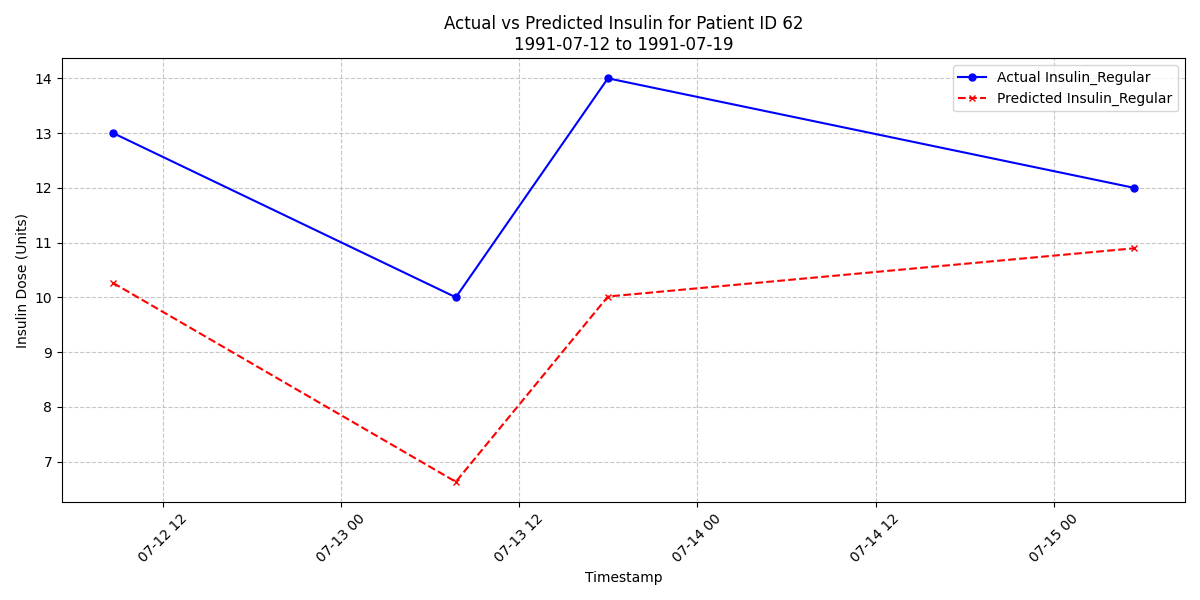 Actual vs Predicted Insulin for Patient ID 62
1991-07-12 to 1991-07-19
Actual Insulin_Regular
Predicted Insulin_Regular
Insulin Dose (Units)
14
13
12
11
10
9
8
7
07-12 12
07-13 00
07-13 12
07-14 00
07-14 12
07-15 00
Timestamp